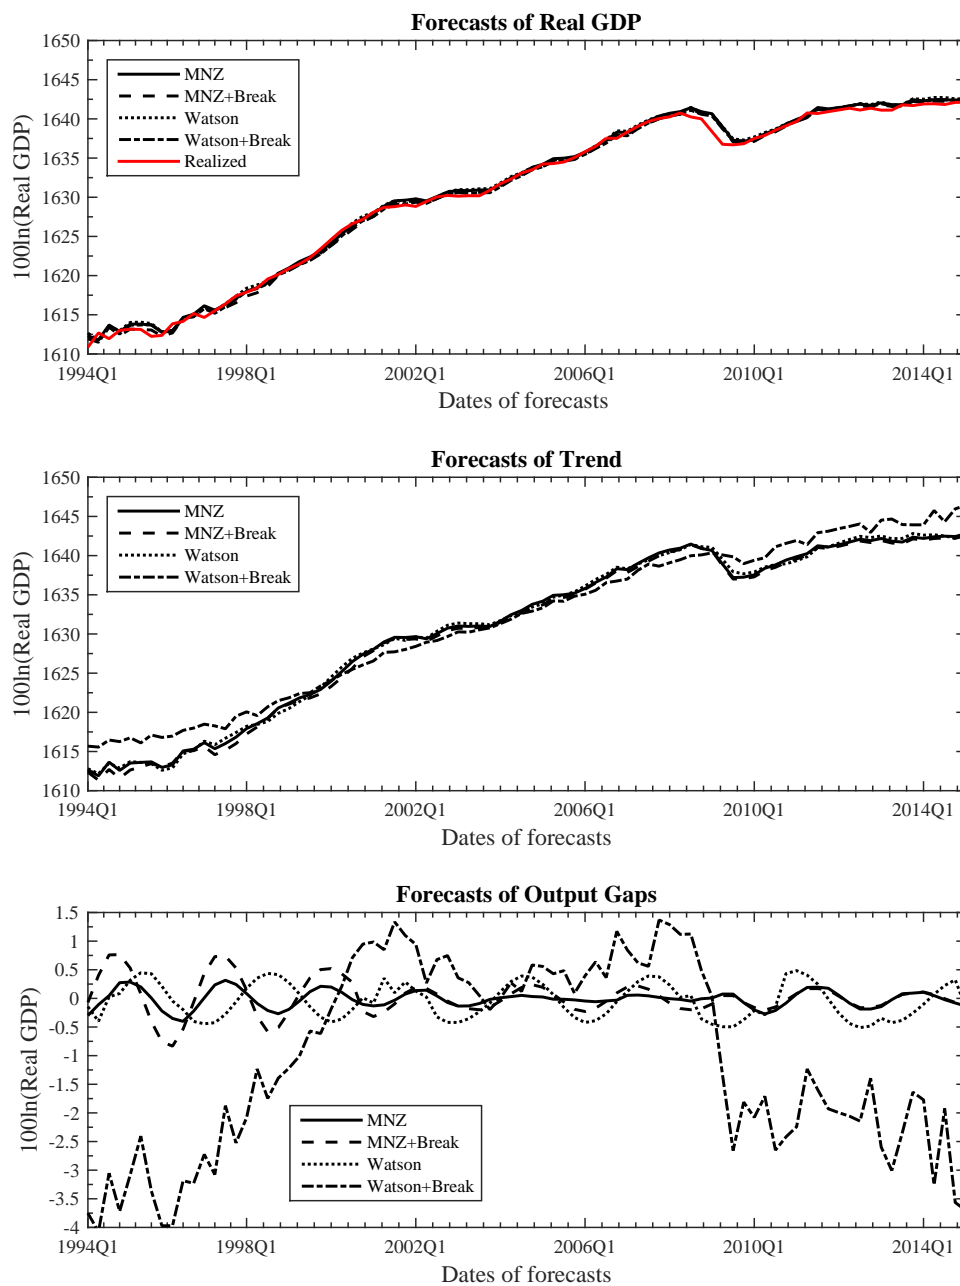 Forecasts of Real GDP
1650
1645
1640
1635
1630
1625
1620
1615
1610
100ln(Real GDP)
MNZ
MNZ+Break
Watson
Watson+Break
Realized
1994Q1 1998Q1 2002Q1 2006Q1 2010Q1 2014Q1
Dates of forecasts
Forecasts of Trend
1650
1645
1640
1635
1630
1625
1620
1615
1610
100ln(Real GDP)
MNZ
MNZ+Break
Watson
Watson+Break
1994Q1 1998Q1 2002Q1 2006Q1 2010Q1 2014Q1
Dates of forecasts
Forecasts of Output Gaps
1.5
1
0.5
0
-0.5
-1
-1.5
-2
-2.5
-3
-3.5
-4
100ln(Real GDP)
MNZ
MNZ+Break
Watson
Watson+Break
1994Q1 1998Q1 2002Q1 2006Q1 2010Q1 2014Q1
Dates of forecasts